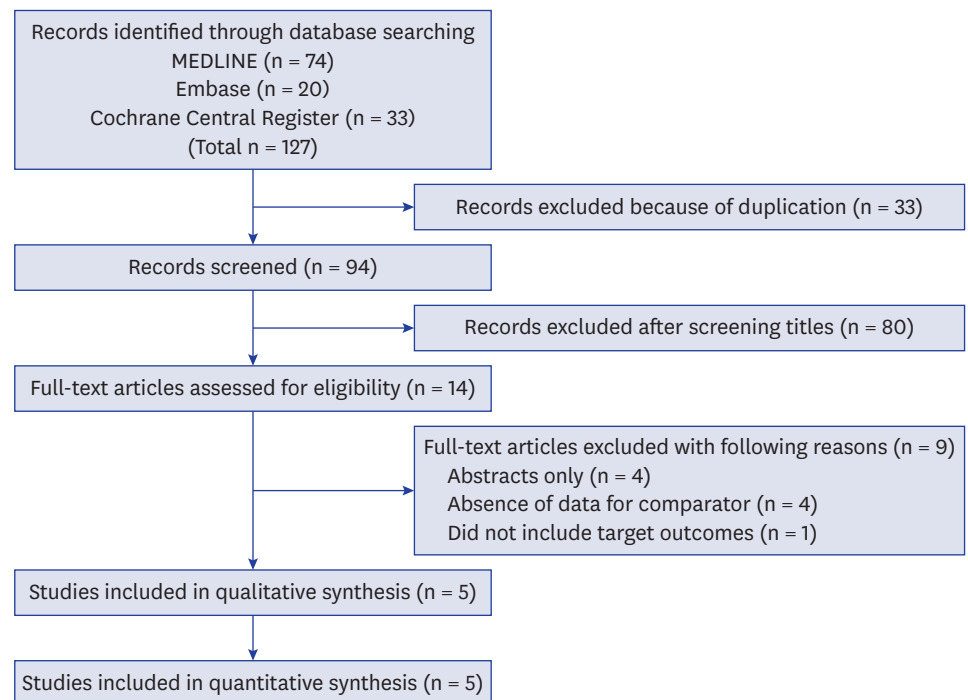 Records identified through database searching
MEDLINE (n = 74)
Embase (n = 20)
Cochrane Central Register (n = 33)
(Total n = 127)
Records excluded because of duplication (n = 33)
Records screened (n = 94)
Records excluded after screening titles (n = 80)
Full-text articles assessed for eligibility (n = 14)
Full-text articles excluded with following reasons (n = 9)
Abstracts only (n = 4)
Absence of data for comparator (n = 4)
Did not include target outcomes (n = 1)
Studies included in qualitative synthesis (n = 5)
Studies included in quantitative synthesis (n = 5)